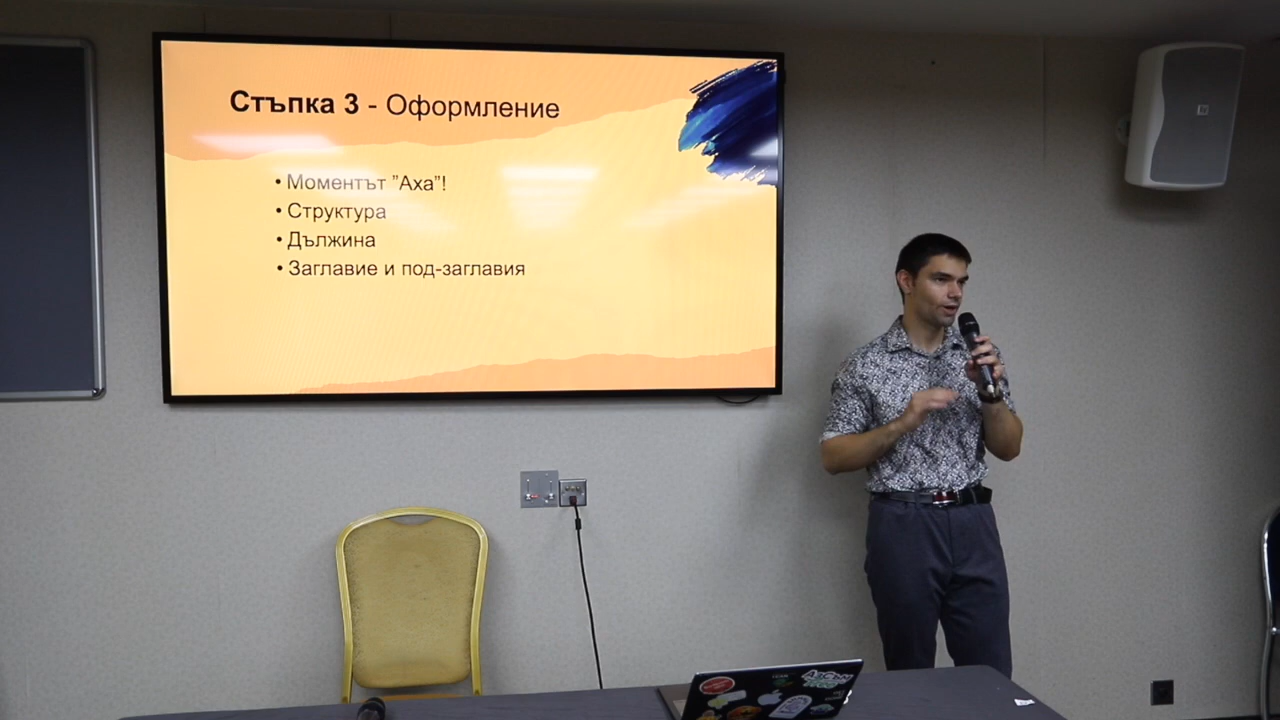 Стъпка 3 - Оформление
• Моментът ”Аха”!
• Структура
• Дължина
• Заглавие и под-заглавия